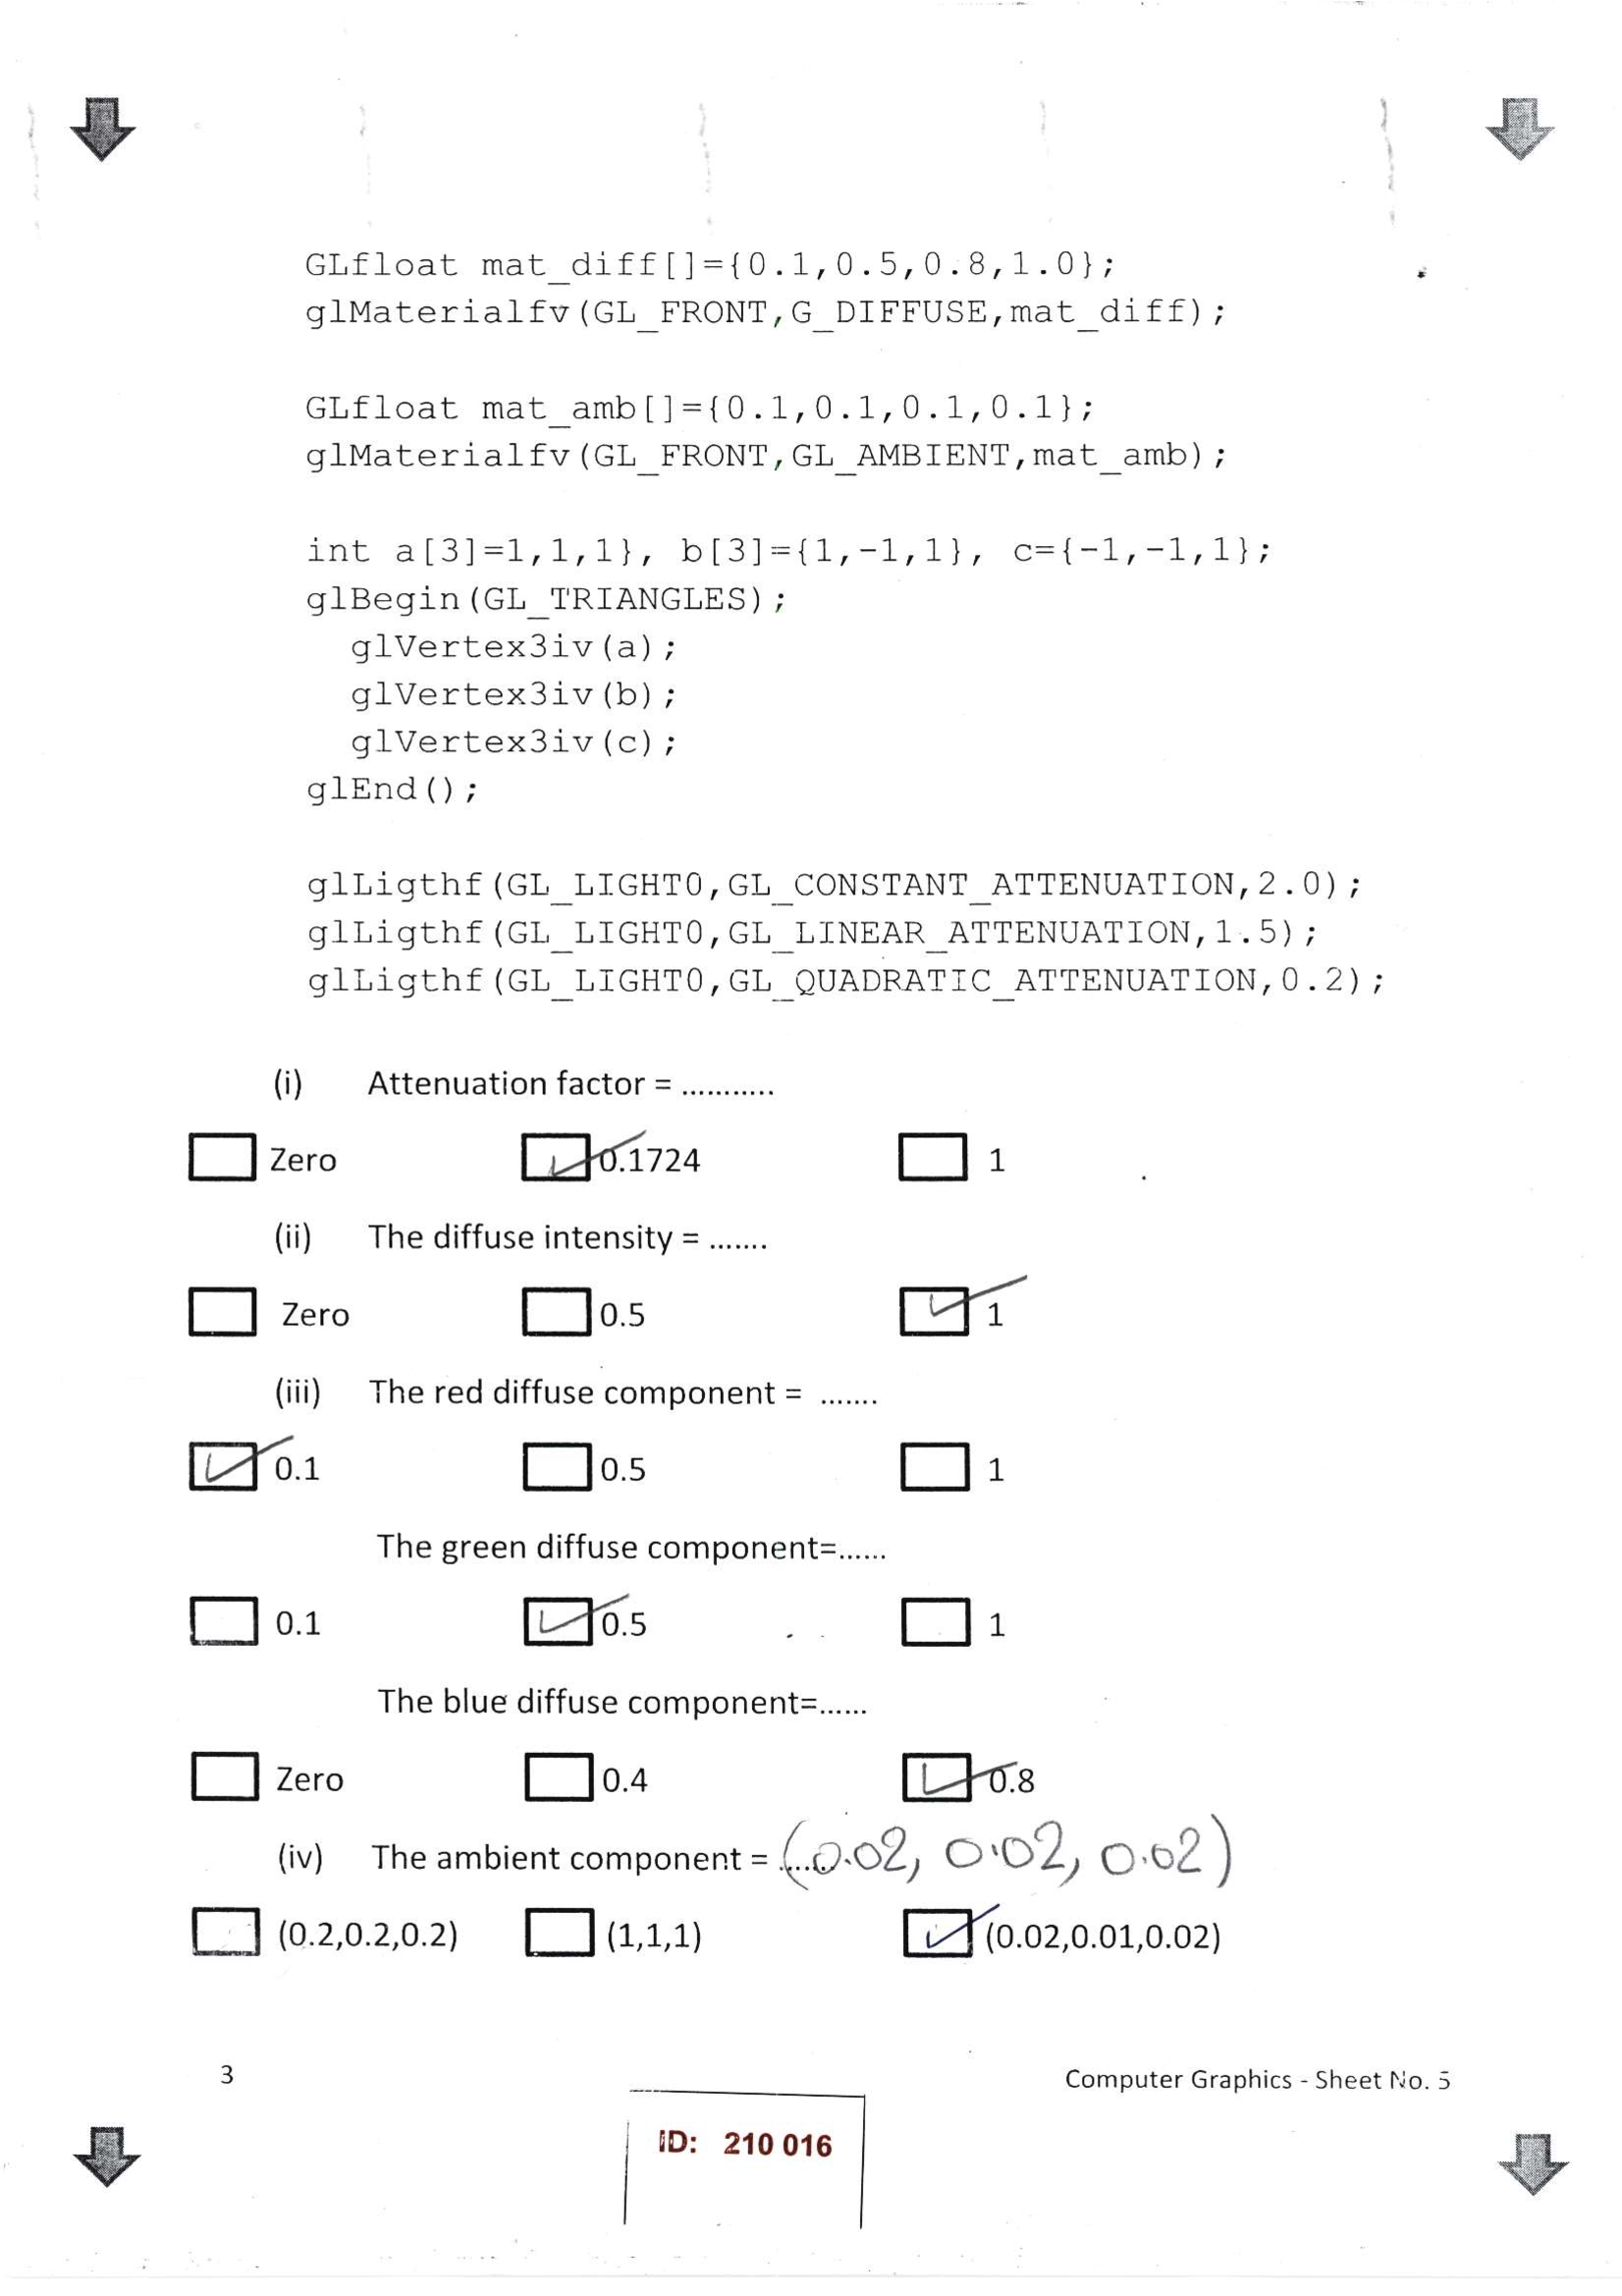 GLfloat mat_diff[]={0.1,0.5,0.8,1.0};
glMaterialfv(GL_FRONT,G_DIFFUSE,mat_diff);
GLfloat mat_amb[]={0.1,0.1,0.1,0.1};
glMaterialfv(GL_FRONT,GL_AMBIENT,mat_amb);
int a[3]=1,1,1}, b[3]={1,-1,1}, c={-1,-1,1};
glBegin(GL_TRIANGLES);
glVertex3iv(a);
glVertex3iv(b);
glVertex3iv(c);
glEnd();
glLigthf(GL_LIGHT0,GL_CONSTANT_ATTENUATION,2.0);
glLigthf(GL_LIGHT0,GL_LINEAR_ATTENUATION,1.5);
glLigthf(GL_LIGHT0,GL_QUADRATIC_ATTENUATION,0.2);
(i) Attenuation factor = ...........
Zero 0.1724 1
(ii) The diffuse intensity = .......
Zero 0.5 1
(iii) The red diffuse component = .......
0.1 0.5 1
The green diffuse component=......
0.1 0.5 1
The blue diffuse component=......
Zero 0.4 0.8
(iv) The ambient component = ...... (0.02, 0.02, 0.02)
(0.2,0.2,0.2) (1,1,1) (0.02,0.01,0.02)
3 Computer Graphics - Sheet No. 5
ID: 210 016